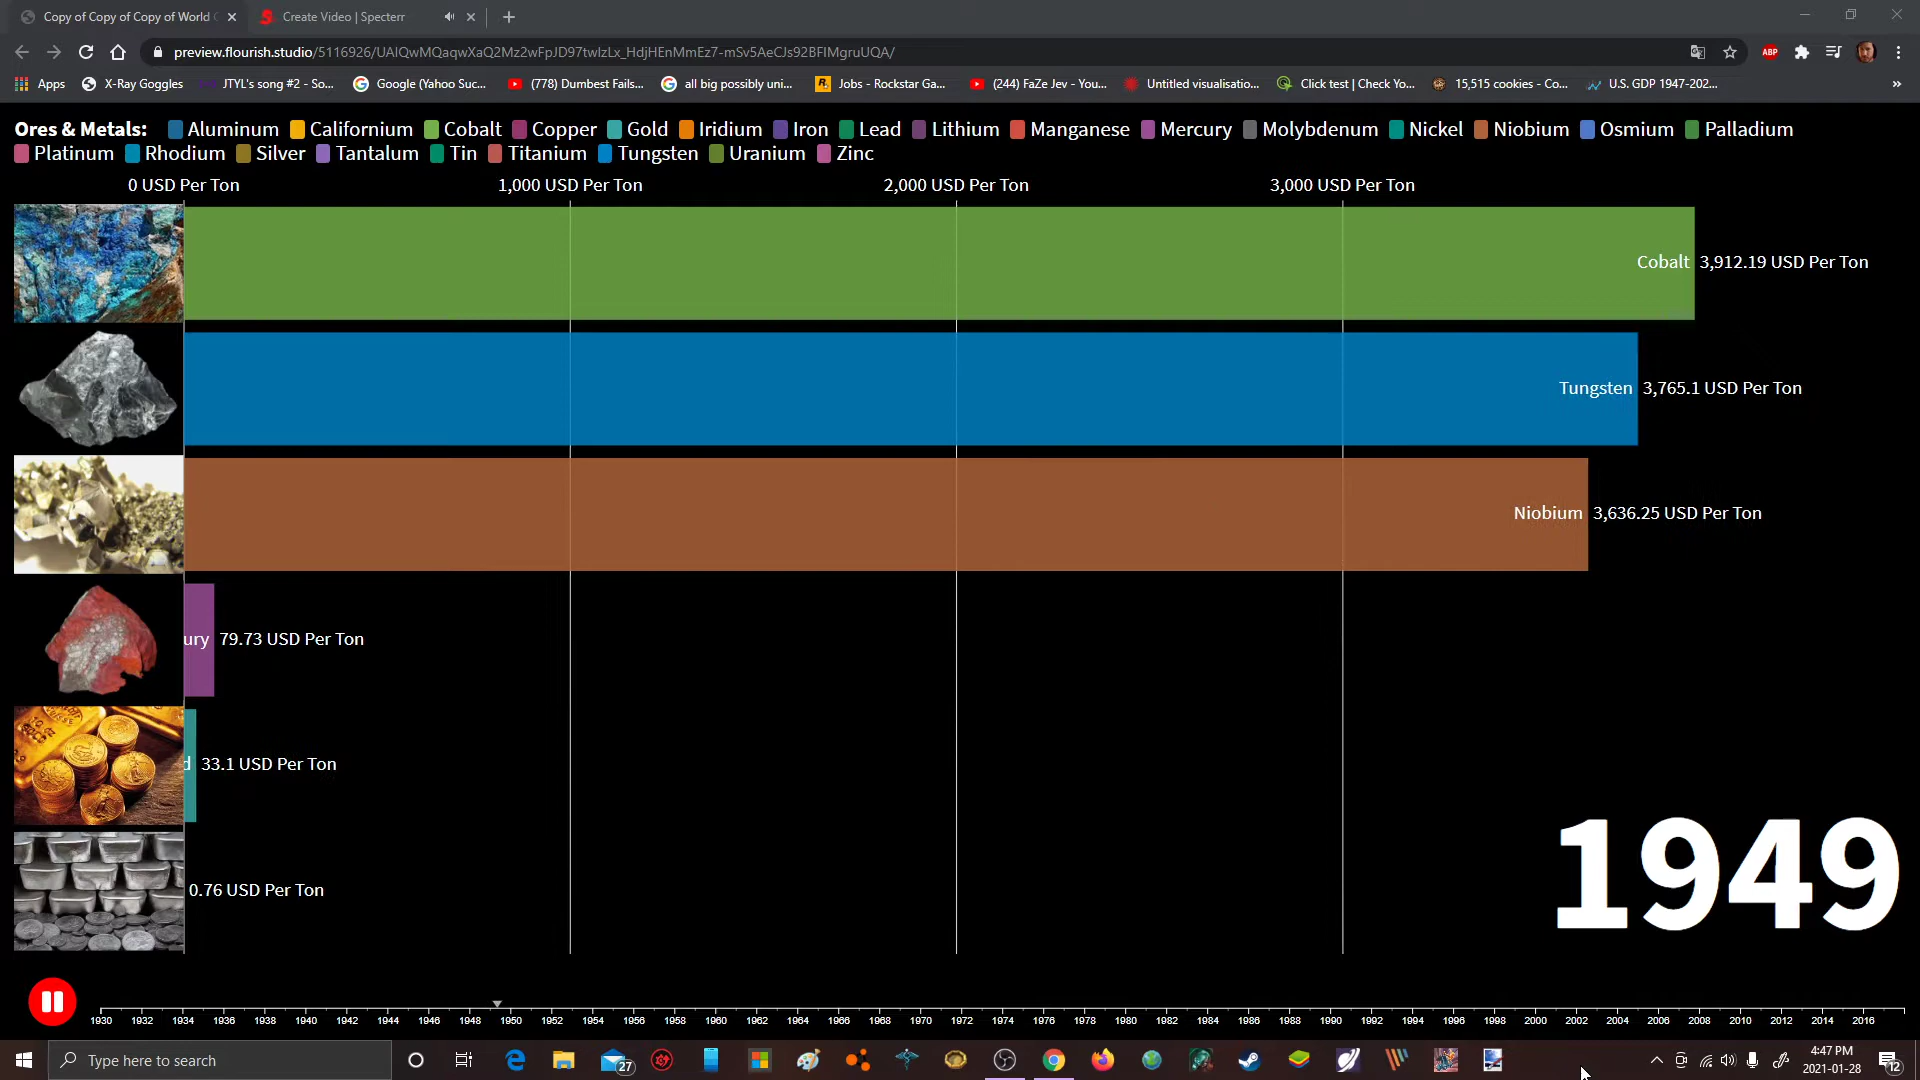 Copy of Copy of Copy of World
Create Video | Specterr
preview.flourish.studio/5116926/UAlQwMQaqwXaQ2Mz2wFpJD97twIzLx_HdjHEnMmEz7-mSv5AeCJs92BFIMgruUQA/
ABP
Apps X-Ray Goggles JTYL's song #2 - So... Google (Yahoo Suc... (778) Dumbest Fails... all big possibly uni... Jobs - Rockstar Ga... (244) FaZe Jev - You... Untitled visualisatio... Click test | Check Yo... 15,515 cookies - Co... U.S. GDP 1947-202... »
Ores & Metals: Aluminum Californium Cobalt Copper Gold Iridium Iron Lead Lithium Manganese Mercury Molybdenum Nickel Niobium Osmium Palladium
Platinum Rhodium Silver Tantalum Tin Titanium Tungsten Uranium Zinc
0 USD Per Ton 1,000 USD Per Ton 2,000 USD Per Ton 3,000 USD Per Ton
Cobalt 3,912.19 USD Per Ton
Tungsten 3,765.1 USD Per Ton
Niobium 3,636.25 USD Per Ton
ury 79.73 USD Per Ton
d 33.1 USD Per Ton
0.76 USD Per Ton
1949
1930 1932 1934 1936 1938 1940 1942 1944 1946 1948 1950 1952 1954 1956 1958 1960 1962 1964 1966 1968 1970 1972 1974 1976 1978 1980 1982 1984 1986 1988 1990 1992 1994 1996 1998 2000 2002 2004 2006 2008 2010 2012 2014 2016
Type here to search
27
4:47 PM
2021-01-28
12